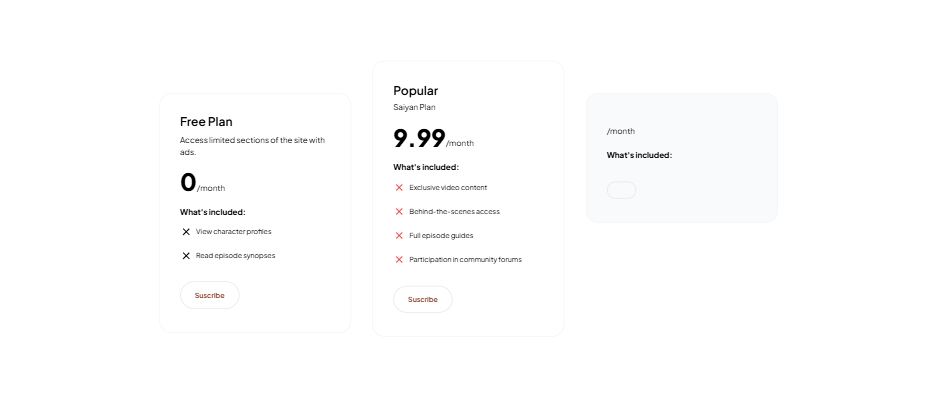 Free Plan
Access limited sections of the site with
ads.
0/month
What's included:
View character profiles
Read episode synopses
Suscribe
Popular
Saiyan Plan
9.99/month
What's included:
Exclusive video content
Behind-the-scenes access
Full episode guides
Participation in community forums
Suscribe
/month
What's included: